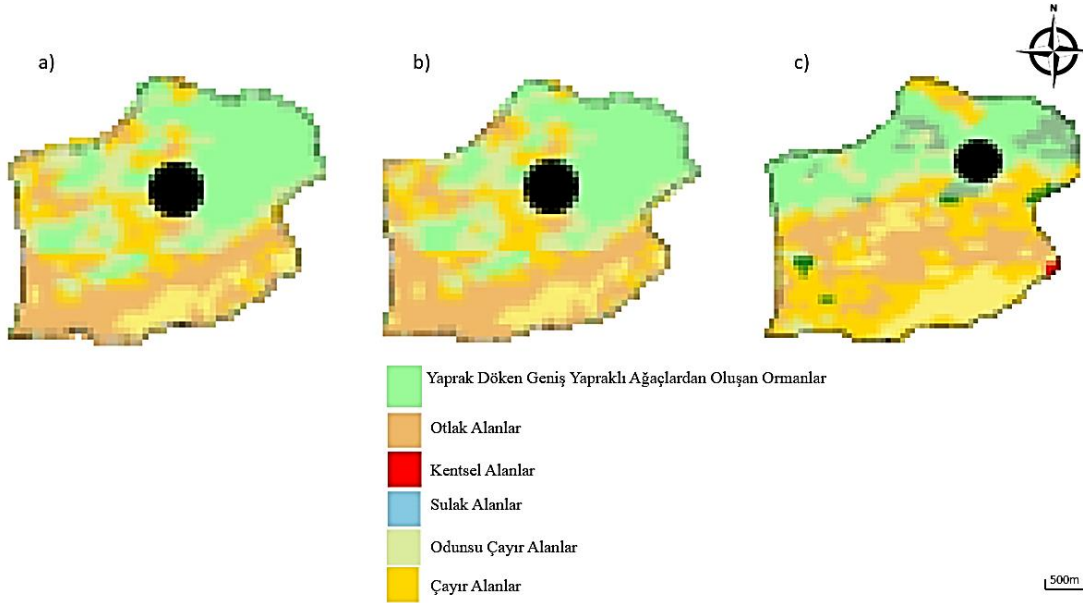 N
a)
b)
c)
Yaprak Döken Geniş Yapraklı Ağaçlardan Oluşan Ormanlar
Otlak Alanlar
Kentsel Alanlar
Sulak Alanlar
Odunsu Çayır Alanlar
Çayır Alanlar
500m